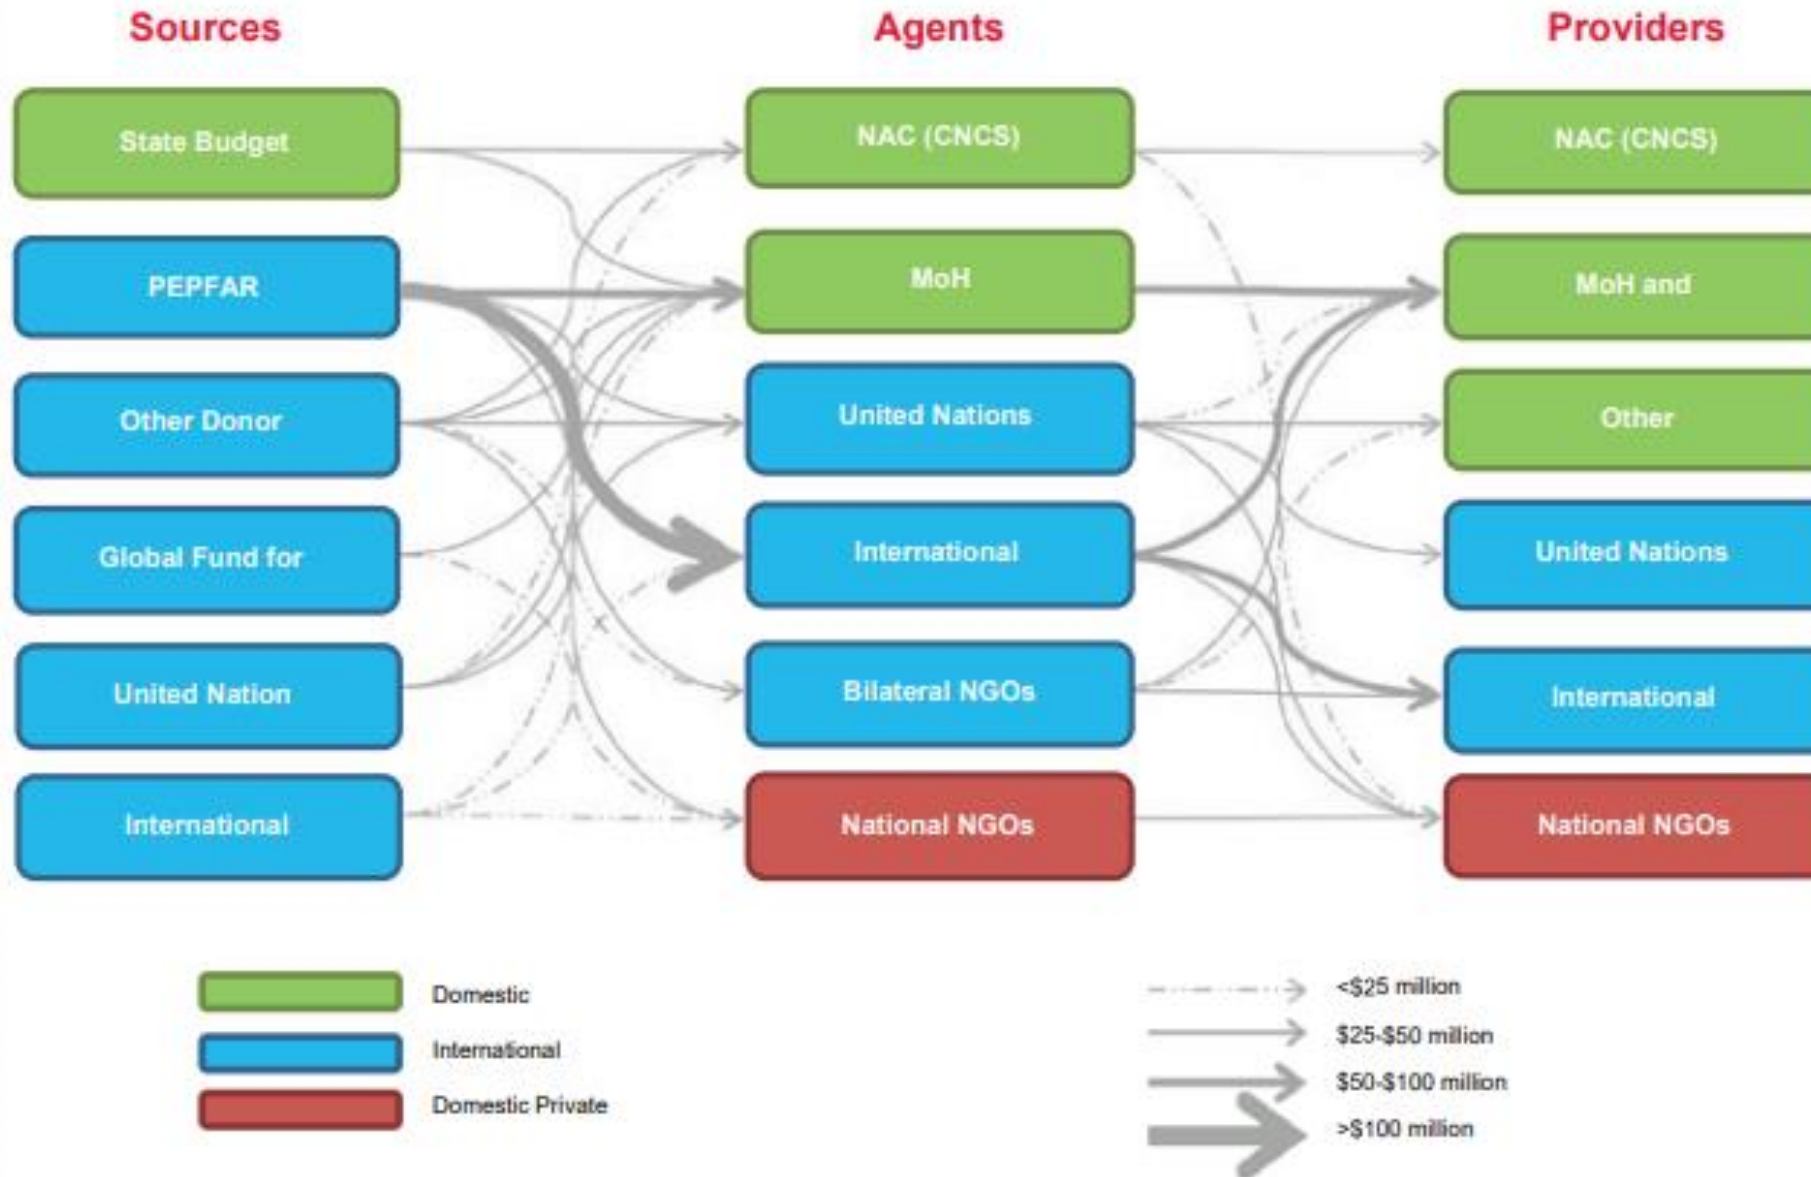 Sources
Agents
Providers
State Budget
NAC (CNCS)
NAC (CNCS)
PEPFAR
MoH
MoH and
Other Donor
United Nations
Other
Global Fund for
International
United Nations
United Nation
Bilateral NGOs
International
International
National NGOs
National NGOs
Domestic
International
Domestic Private
<$25 million
$25-$50 million
$50-$100 million
>$100 million